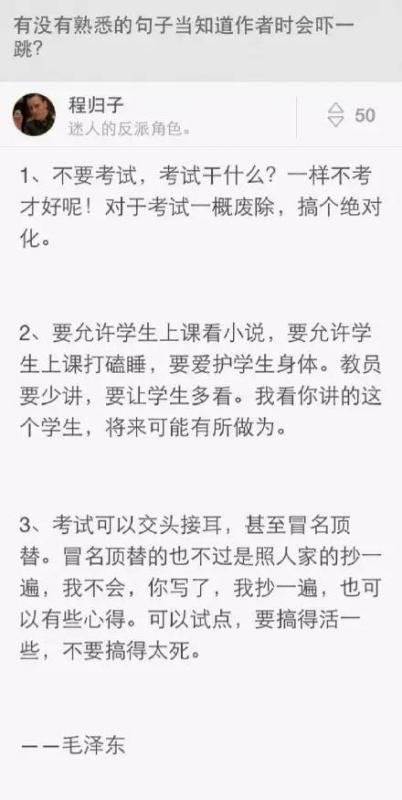 有没有熟悉的句子当知道作者时会吓一
跳?
程归子
50
迷人的反派角色。
1、不要考试，考试干什么？一样不考
才好呢！对于考试一概废除，搞个绝对
化。
2、要允许学生上课看小说，要允许学
生上课打磕睡，要爱护学生身体。教员
要少讲，要让学生多看。我看你讲的这
个学生，将来可能有所做为。
3、考试可以交头接耳，甚至冒名顶
替。冒名顶替的也不过是照人家的抄一
遍，我不会，你写了，我抄一遍，也可
以有些心得。可以试点，要搞得活一
些，不要搞得太死。
——毛泽东